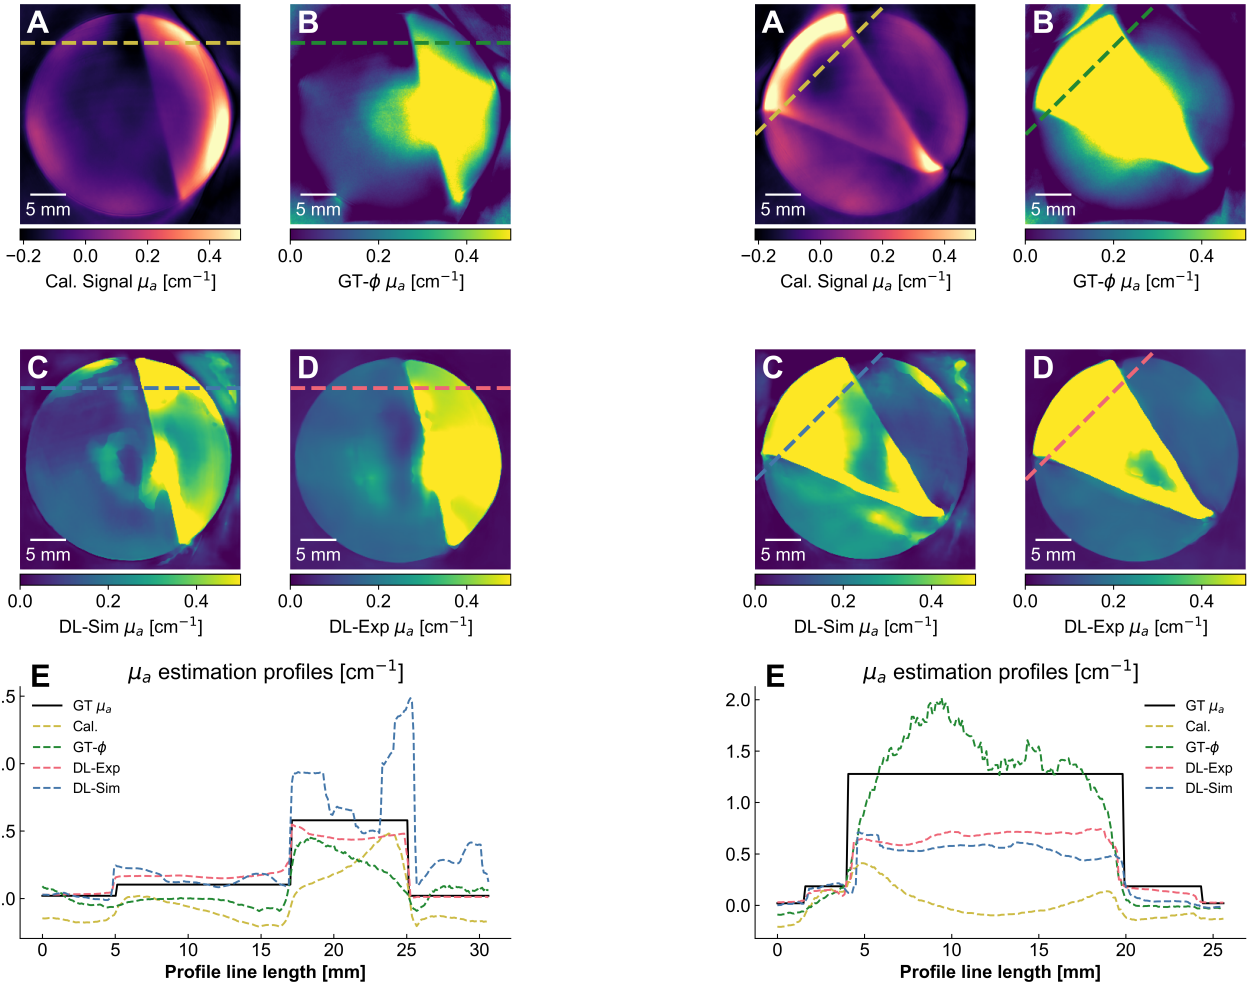 A
B
A
B
5 mm
5 mm
5 mm
5 mm
−0.2 0.0 0.2 0.4
0.0 0.2 0.4
−0.2 0.0 0.2 0.4
0.0 0.2 0.4
Cal. Signal μa [cm−1]
GT-ϕ μa [cm−1]
Cal. Signal μa [cm−1]
GT-ϕ μa [cm−1]
C
D
C
D
5 mm
5 mm
5 mm
5 mm
0.0 0.2 0.4
0.0 0.2 0.4
0.0 0.2 0.4
0.0 0.2 0.4
DL-Sim μa [cm−1]
DL-Exp μa [cm−1]
DL-Sim μa [cm−1]
DL-Exp μa [cm−1]
E
μa estimation profiles [cm−1]
.5
.0
.5
.0
GT μa
Cal.
GT-ϕ
DL-Exp
DL-Sim
0 5 10 15 20 25 30
Profile line length [mm]
E
μa estimation profiles [cm−1]
2.0
1.5
1.0
0.5
0.0
GT μa
Cal.
GT-ϕ
DL-Exp
DL-Sim
0 5 10 15 20 25
Profile line length [mm]